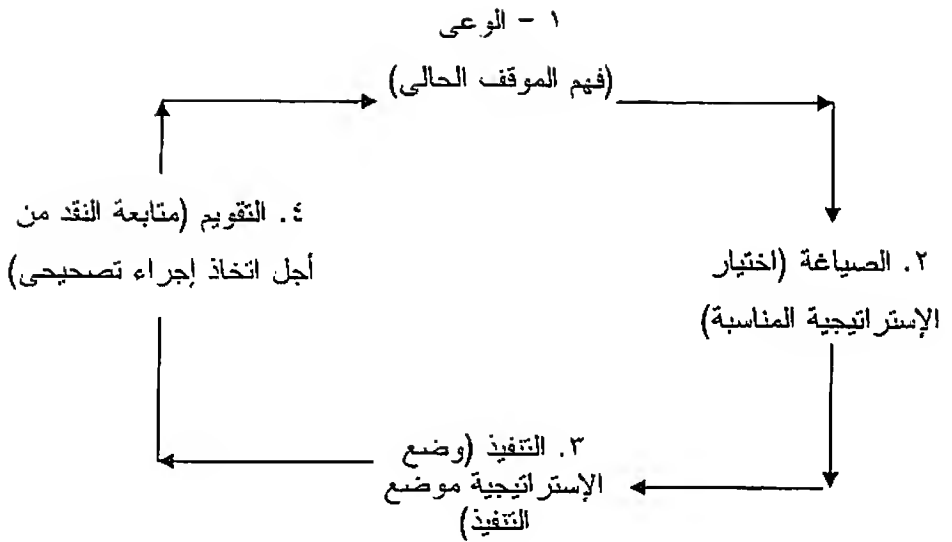 ١ - الوعى
(فهم الموقف الحالى)
٢. الصياغة (اختيار
الإستراتيجية المناسبة)
٣. التنفيذ (وضع
الإستراتيجية موضع
التنفيذ)
٤. التقويم (متابعة النقد من
أجل اتخاذ إجراء تصحيحى)